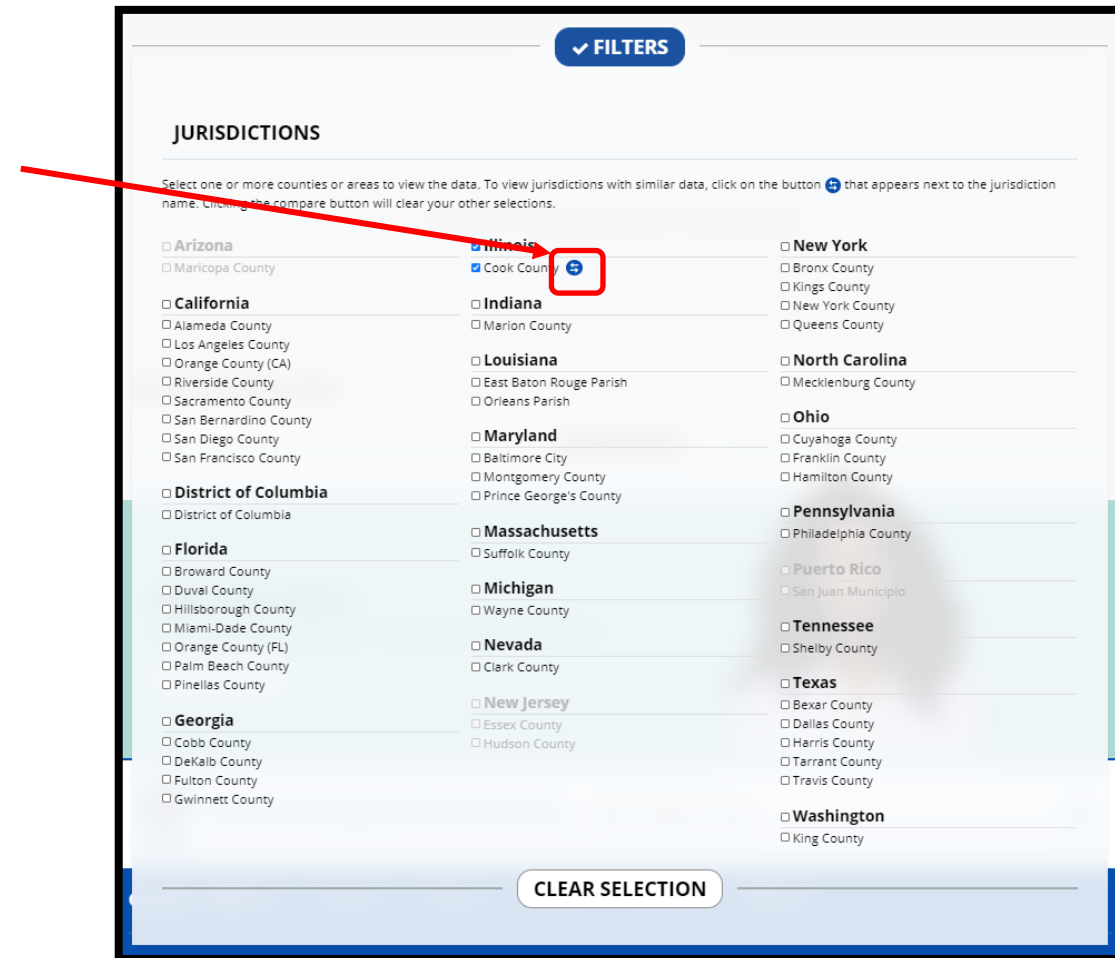 FILTERS
JURISDICTIONS
Select one or more counties or areas to view the data. To view jurisdictions with similar data, click on the button that appears next to the jurisdiction
name. Clicking the compare button will clear your other selections.
Arizona
Maricopa County
California
Alameda County
Los Angeles County
Orange County (CA)
Riverside County
Sacramento County
San Bernardino County
San Diego County
San Francisco County
District of Columbia
District of Columbia
Florida
Broward County
Duval County
Hillsborough County
Miami-Dade County
Orange County (FL)
Palm Beach County
Pinellas County
Georgia
Cobb County
DeKalb County
Fulton County
Gwinnett County
Illinois
Cook County
Indiana
Marion County
Louisiana
East Baton Rouge Parish
Orleans Parish
Maryland
Baltimore City
Montgomery County
Prince George's County
Massachusetts
Suffolk County
Michigan
Wayne County
Nevada
Clark County
New Jersey
Essex County
Hudson County
New York
Bronx County
Kings County
New York County
Queens County
North Carolina
Mecklenburg County
Ohio
Cuyahoga County
Franklin County
Hamilton County
Pennsylvania
Philadelphia County
Puerto Rico
San Juan Municipio
Tennessee
Shelby County
Texas
Bexar County
Dallas County
Harris County
Tarrant County
Travis County
Washington
King County
CLEAR SELECTION